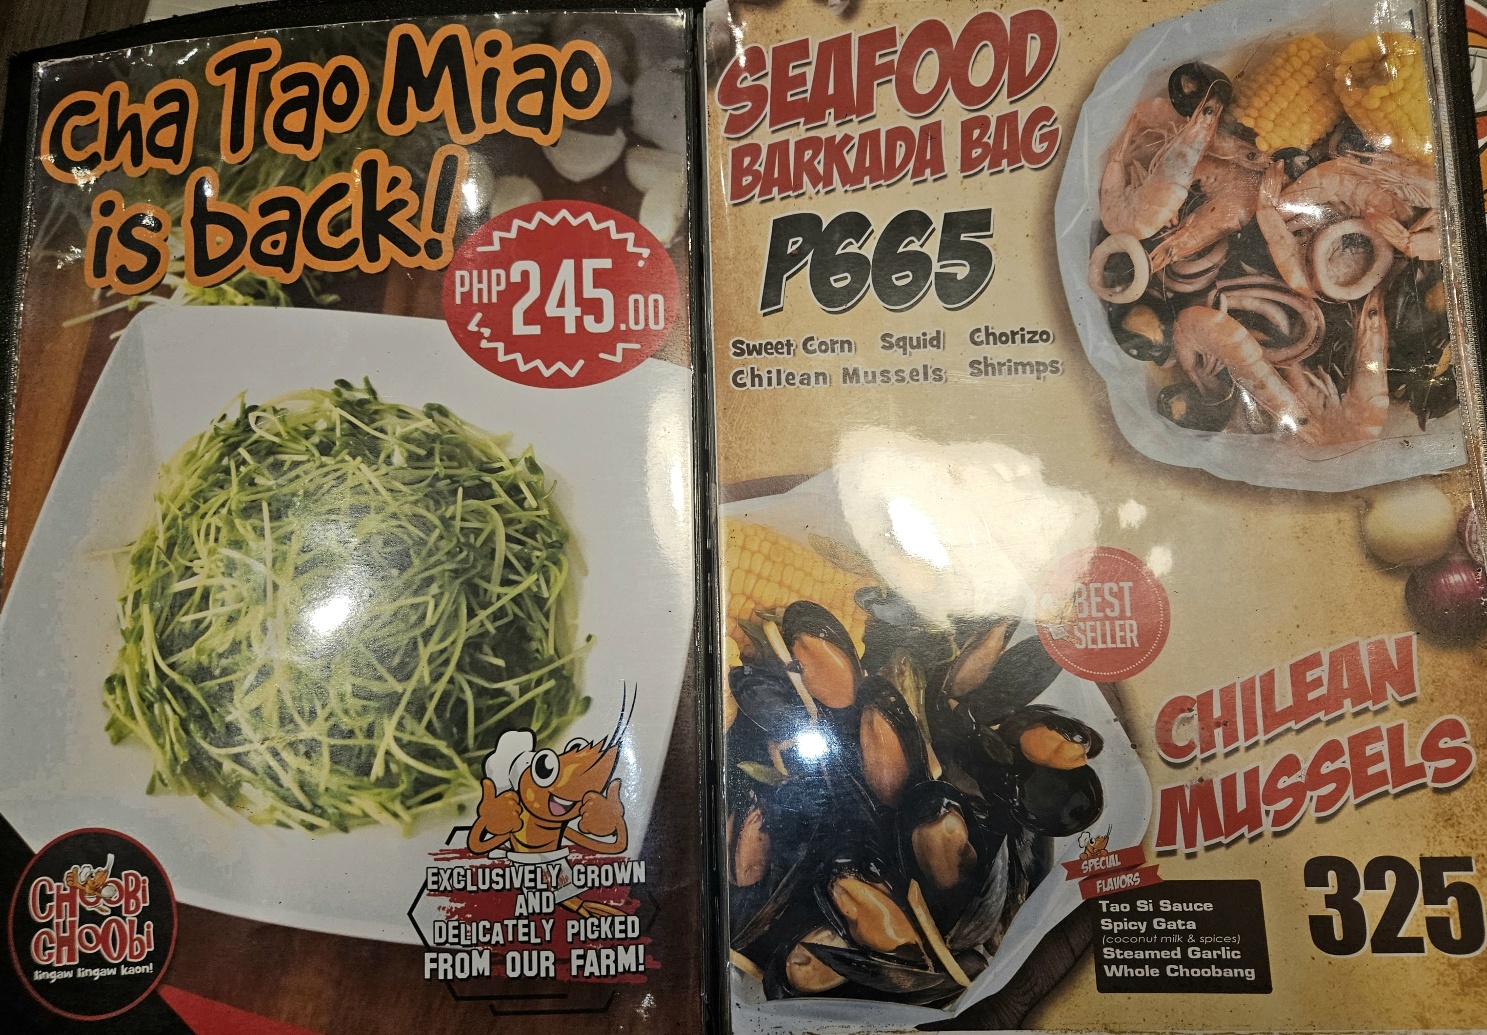 Cha Tao Miao
is back!
PHP 245.00
EXCLUSIVELY GROWN
AND
DELICATELY PICKED
FROM OUR FARM!
CHOOBi
CHOObi
lingaw lingaw kaon!
SEAFOOD
BARKADA BAG
P665
Sweet Corn Squid Chorizo
Chilean Mussels Shrimps
BEST
SELLER
CHILEAN
MUSSELS
325
SPECIAL
FLAVORS
Tao Si Sauce
Spicy Gata
(coconut milk & spices)
Steamed Garlic
Whole Choobang